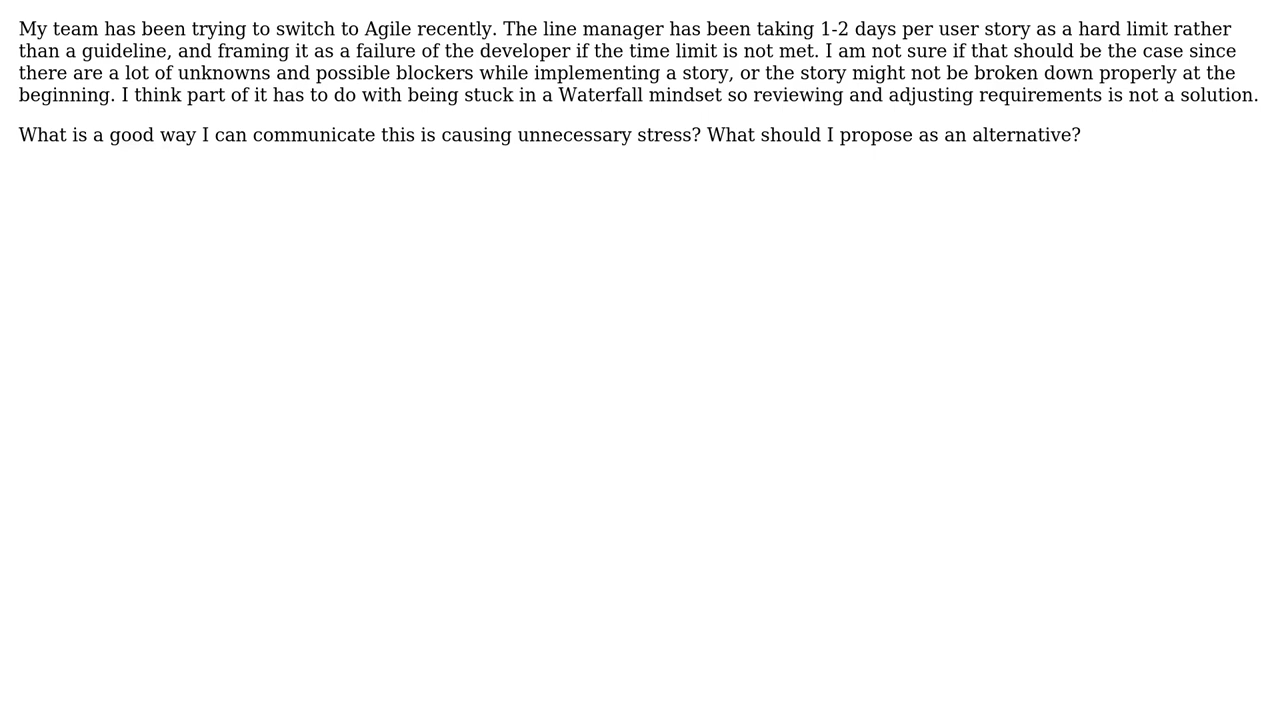 My team has been trying to switch to Agile recently. The line manager has been taking 1-2 days per user story as a hard limit rather
than a guideline, and framing it as a failure of the developer if the time limit is not met. I am not sure if that should be the case since
there are a lot of unknowns and possible blockers while implementing a story, or the story might not be broken down properly at the
beginning. I think part of it has to do with being stuck in a Waterfall mindset so reviewing and adjusting requirements is not a solution.
What is a good way I can communicate this is causing unnecessary stress? What should I propose as an alternative?